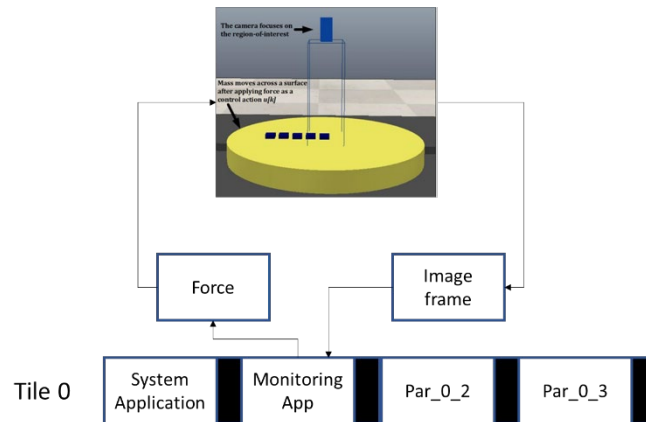 The camera focuses on
the region-of-interest
Mass moves across a surface
after applying force as a
control action u[k]
Force
Image
frame
Tile 0
System
Application
Monitoring
App
Par_0_2
Par_0_3